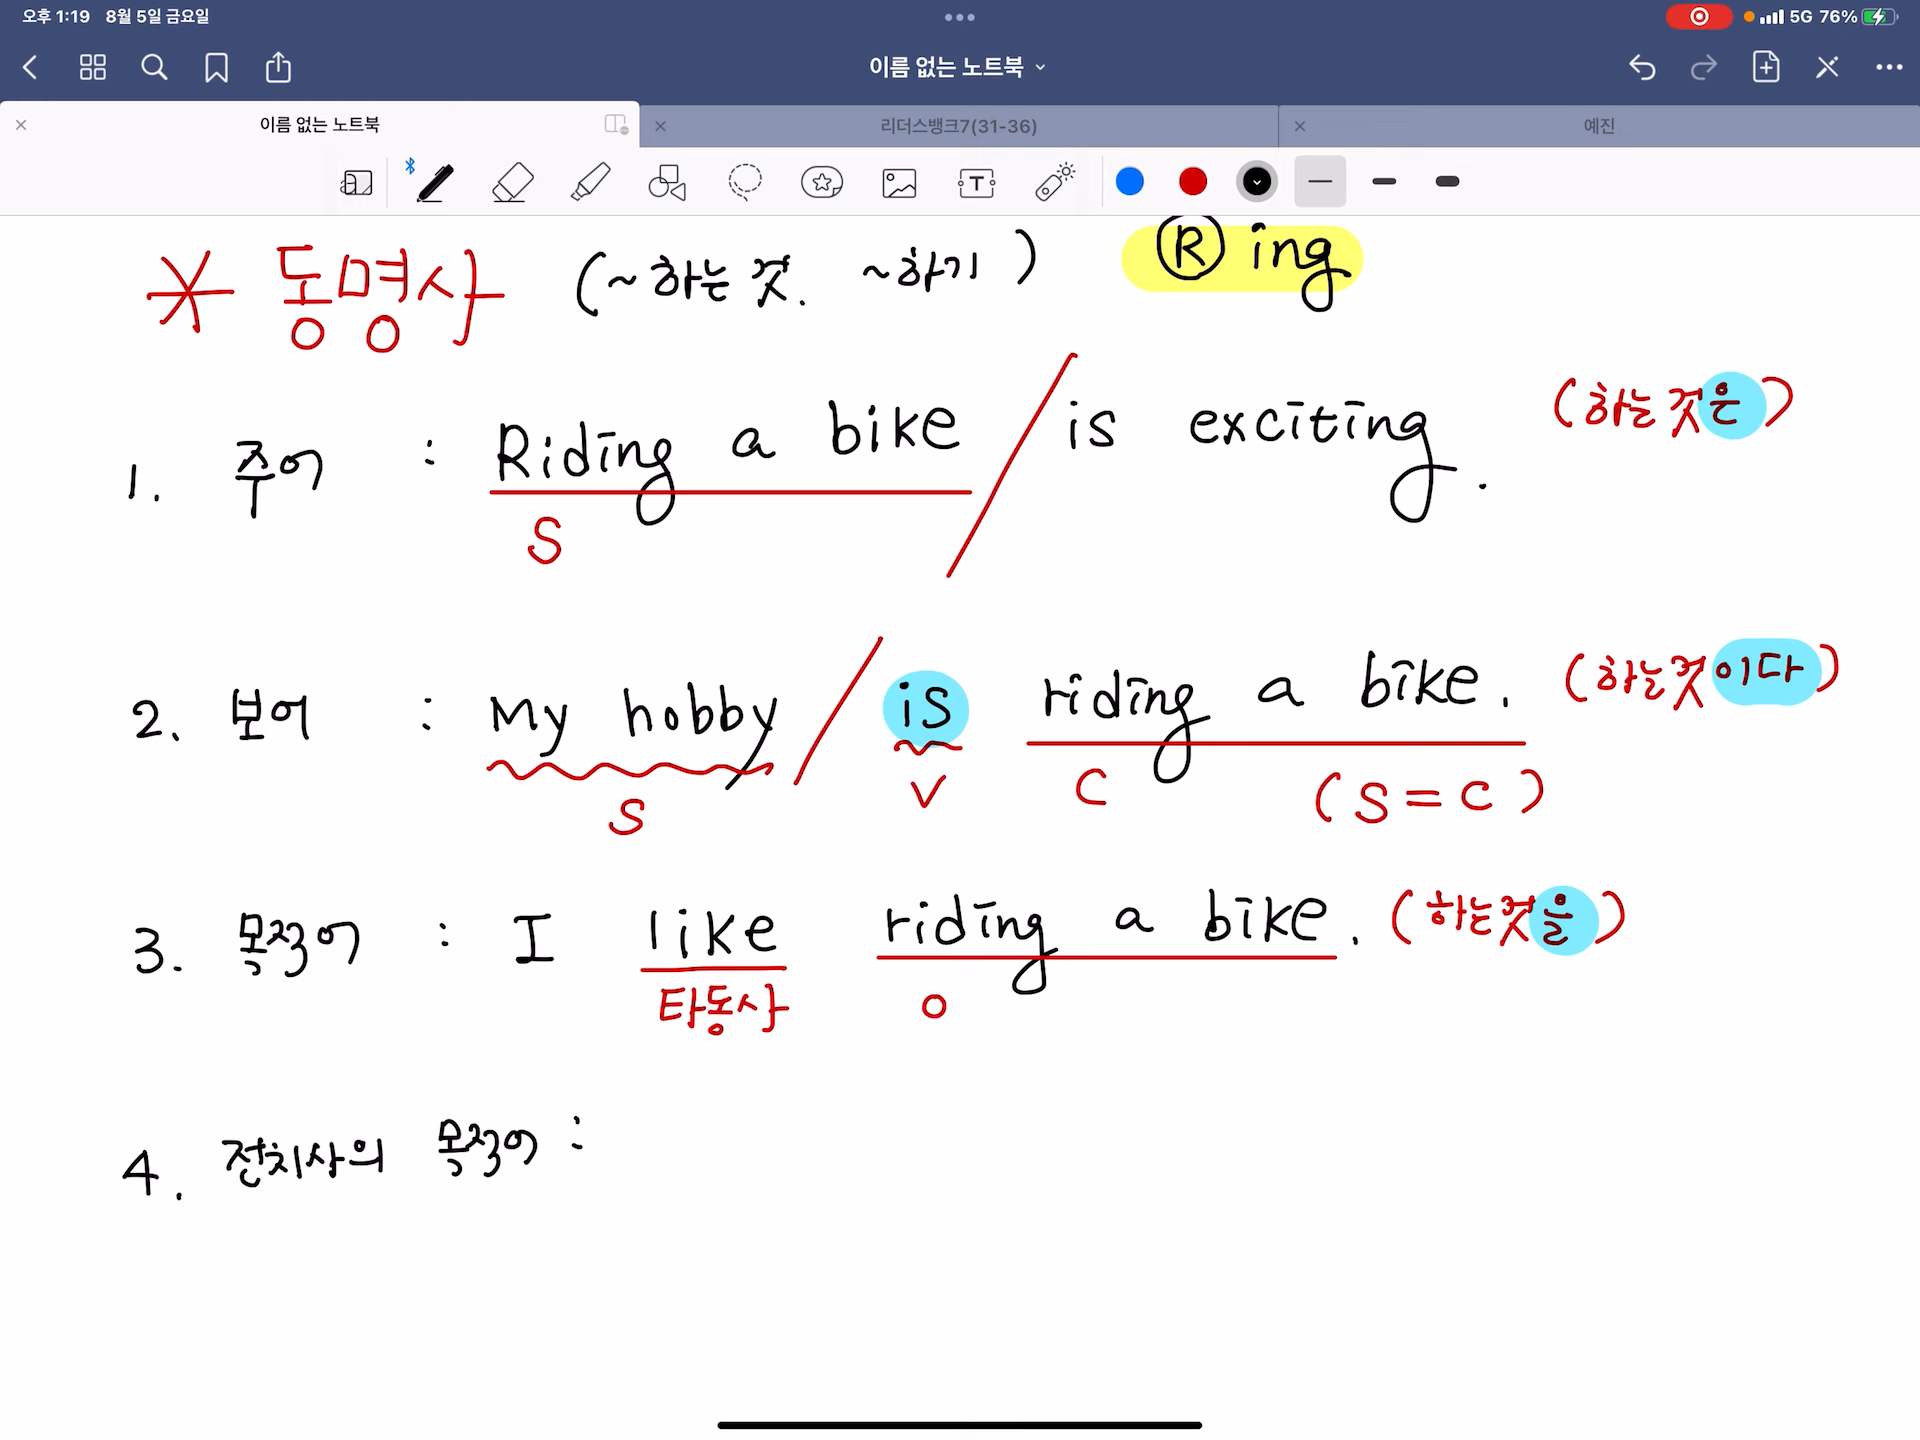 오후 1:19 8월 5일 금요일
5G 76%
이름 없는 노트북
이름 없는 노트북
리더스뱅크7(31-36)
예진
* 동명사 (~하는 것. ~하기) Ⓡ ing
1. 주어 : Riding a bike / is exciting. (하는것은)
S
2. 보어 : My hobby / is riding a bike. (하는것이다)
S V C (S = C)
3. 목적어 : I like riding a bike. (하는것을)
타동사 O
4. 전치사의 목적어 :